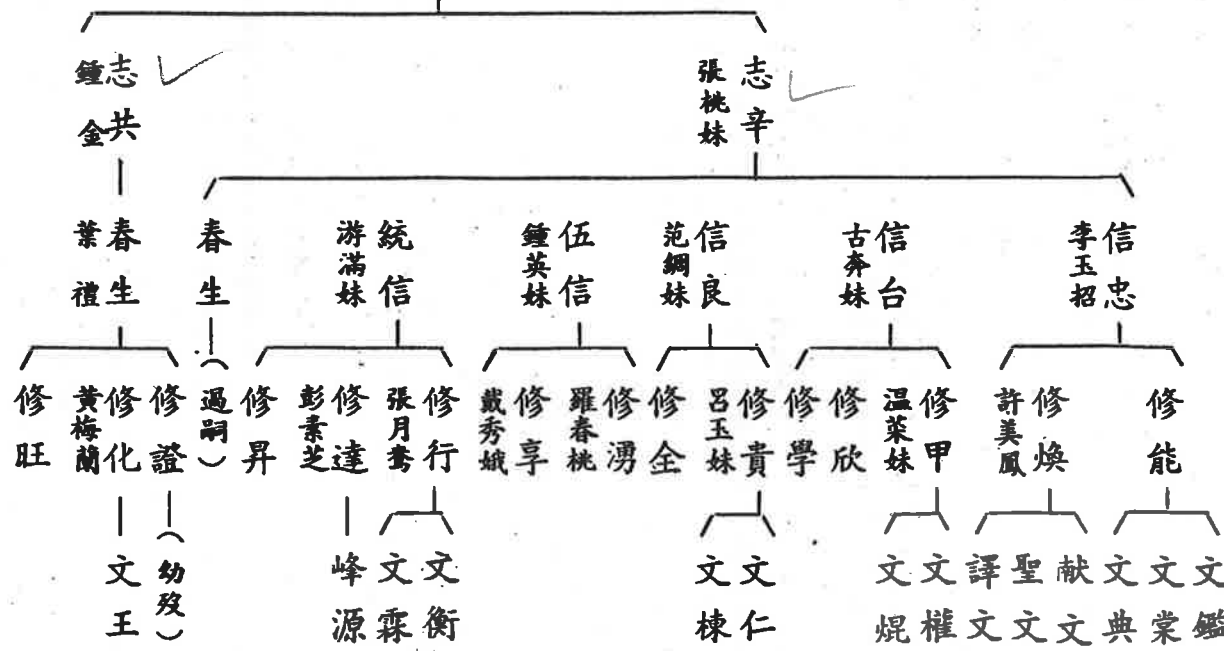 志辛
張桃妹
志共
鍾金
信忠
李玉招
信台
古奔妹
信良
范綢妹
伍信
鍾英妹
統信
游滿妹
春生
春生
葉禮
修能
修煥
許美鳳
修甲
溫菜妹
修欣
修學
修貴
呂玉妹
修全
修湧
羅春桃
修享
戴秀娥
修行
張月鸾
修達
彭素芝
修昇
（過嗣）
修證
修化
黃梅蘭
修旺
文鑑
文棠
文典
献文
聖文
譯文
文權
文焜
文仁
文棟
文衡
文霖
峰源
（幼歿）
文王